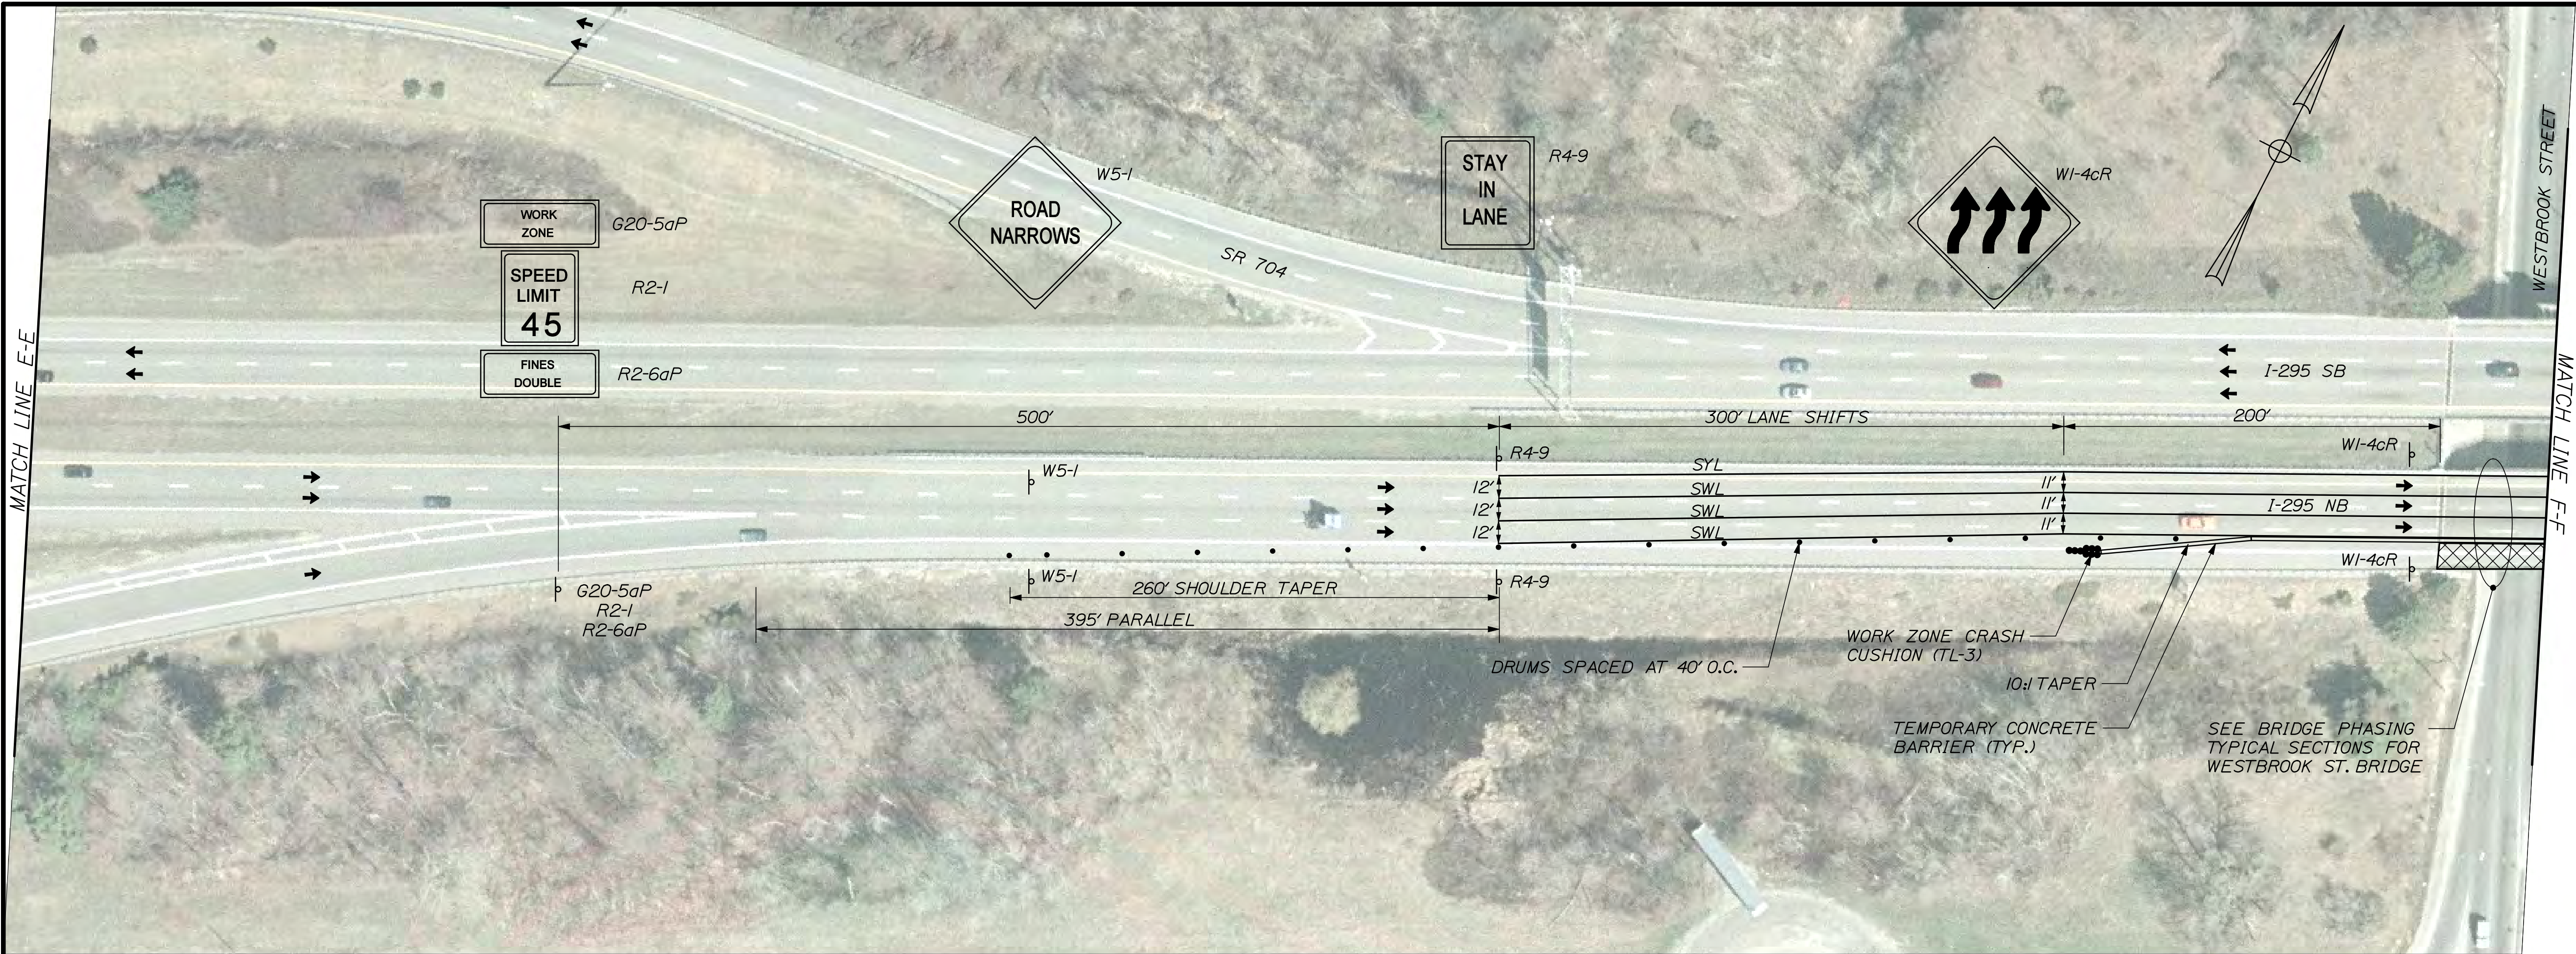 WORK
ZONE
G20-5aP
SPEED
LIMIT
45
R2-1
FINES
DOUBLE
R2-6aP
ROAD
NARROWS
W5-1
STAY
IN
LANE
R4-9
W1-4cR
SR 704
WESTBROOK STREET
MATCH LINE E-E
MATCH LINE F-F
I-295 SB
500'
300' LANE SHIFTS
200'
W5-1
R4-9
W1-4cR
SYL
SWL
SWL
SWL
12'
12'
12'
11'
11'
11'
I-295 NB
W1-4cR
G20-5aP
R2-1
R2-6aP
W5-1
R4-9
260' SHOULDER TAPER
395' PARALLEL
DRUMS SPACED AT 40' O.C.
WORK ZONE CRASH
CUSHION (TL-3)
10:1 TAPER
TEMPORARY CONCRETE
BARRIER (TYP.)
SEE BRIDGE PHASING
TYPICAL SECTIONS FOR
WESTBROOK ST. BRIDGE